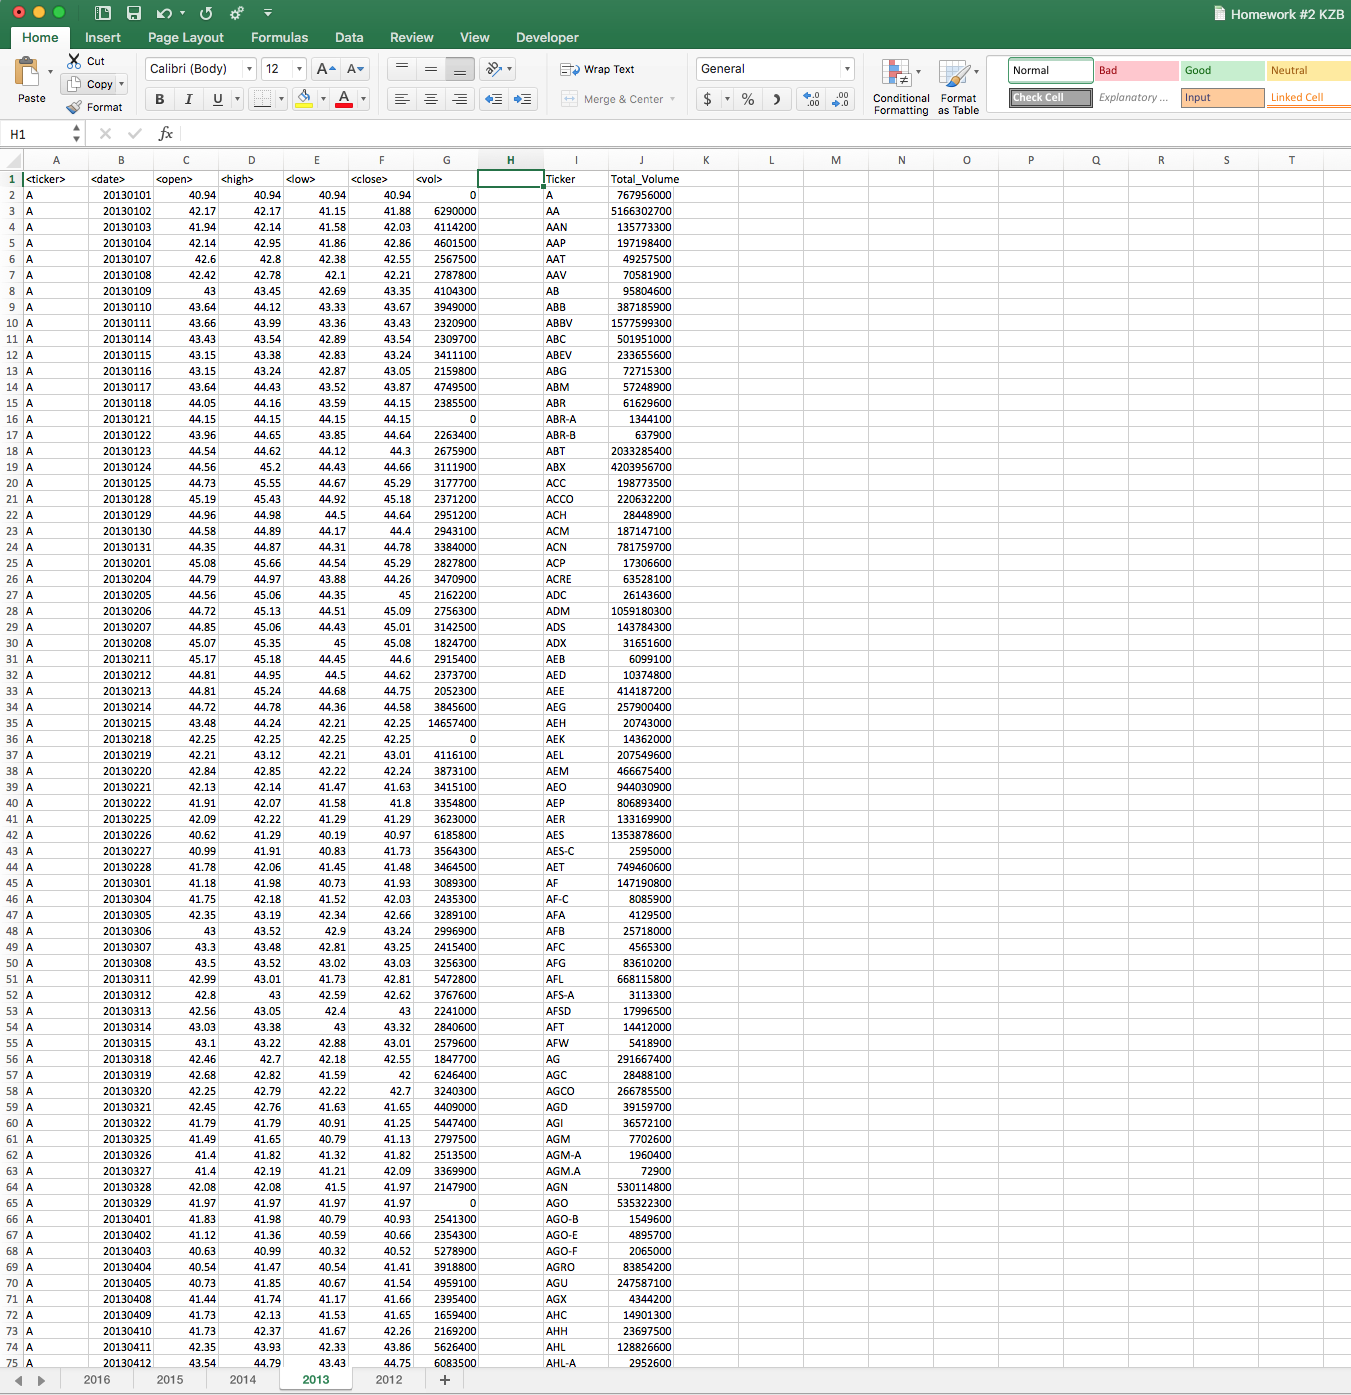 Homework #2 KZB
Home Insert Page Layout Formulas Data Review View Developer
Paste Cut Copy Format
Calibri (Body) 12 A A
B I U A
Wrap Text
Merge & Center
General
$ % .0 .00 .00 .0
Conditional Formatting
Format as Table
Normal Bad Good Neutral
Check Cell Explanatory ... Input Linked Cell
H1 fx
A B C D E F G H I J K L M N O P Q R S T
1 <ticker> <date> <open> <high> <low> <close> <vol> Ticker Total_Volume
2 A 20130101 40.94 40.94 40.94 40.94 0 A 767956000
3 A 20130102 42.17 42.17 41.15 41.88 6290000 AA 5166302700
4 A 20130103 41.94 42.14 41.58 42.03 4114200 AAN 135773300
5 A 20130104 42.14 42.95 41.86 42.86 4601500 AAP 197198400
6 A 20130107 42.6 42.8 42.38 42.55 2567500 AAT 49257500
7 A 20130108 42.42 42.78 42.1 42.21 2787800 AAV 70581900
8 A 20130109 43 43.45 42.69 43.35 4104300 AB 95804600
9 A 20130110 43.64 44.12 43.33 43.67 3949000 ABB 387185900
10 A 20130111 43.66 43.99 43.36 43.43 2320900 ABBV 1577599300
11 A 20130114 43.43 43.54 42.89 43.54 2309700 ABC 501951000
12 A 20130115 43.15 43.38 42.83 43.24 3411100 ABEV 233655600
13 A 20130116 43.15 43.24 42.87 43.05 2159800 ABG 72715300
14 A 20130117 43.64 44.43 43.52 43.87 4749500 ABM 57248900
15 A 20130118 44.05 44.16 43.59 44.15 2385500 ABR 61629600
16 A 20130121 44.15 44.15 44.15 44.15 0 ABR-A 1344100
17 A 20130122 43.96 44.65 43.85 44.64 2263400 ABR-B 637900
18 A 20130123 44.54 44.62 44.12 44.3 2675900 ABT 2033285400
19 A 20130124 44.56 45.2 44.43 44.66 3111900 ABX 4203956700
20 A 20130125 44.73 45.55 44.67 45.29 3177700 ACC 198773500
21 A 20130128 45.19 45.43 44.92 45.18 2371200 ACCO 220632200
22 A 20130129 44.96 44.98 44.5 44.64 2951200 ACH 28448900
23 A 20130130 44.58 44.89 44.17 44.4 2943100 ACM 187147100
24 A 20130131 44.35 44.87 44.31 44.78 3384000 ACN 781759700
25 A 20130201 45.08 45.66 44.54 45.29 2827800 ACP 17306600
26 A 20130204 44.79 44.97 43.88 44.26 3470900 ACRE 63528100
27 A 20130205 44.56 45.06 44.35 45 2162200 ADC 26143600
28 A 20130206 44.72 45.13 44.51 45.09 2756300 ADM 1059180300
29 A 20130207 44.85 45.06 44.43 45.01 3142500 ADS 143784300
30 A 20130208 45.07 45.35 45 45.08 1824700 ADX 31651600
31 A 20130211 45.17 45.18 44.45 44.6 2915400 AEB 6099100
32 A 20130212 44.81 44.95 44.5 44.62 2373700 AED 10374800
33 A 20130213 44.81 45.24 44.68 44.75 2052300 AEE 414187200
34 A 20130214 44.72 44.78 44.36 44.58 3845600 AEG 257900400
35 A 20130215 43.48 44.24 42.21 42.25 14657400 AEH 20743000
36 A 20130218 42.25 42.25 42.25 42.25 0 AEK 14362000
37 A 20130219 42.21 43.12 42.21 43.01 4116100 AEL 207549600
38 A 20130220 42.84 42.85 42.22 42.24 3873100 AEM 466675400
39 A 20130221 42.13 42.14 41.47 41.63 3415100 AEO 944030900
40 A 20130222 41.91 42.07 41.58 41.8 3354800 AEP 806893400
41 A 20130225 42.09 42.22 41.29 41.29 3623000 AER 133169900
42 A 20130226 40.62 41.29 40.19 40.97 6185800 AES 1353878600
43 A 20130227 40.99 41.91 40.83 41.73 3564300 AES-C 2595000
44 A 20130228 41.78 42.06 41.45 41.48 3464500 AET 749460600
45 A 20130301 41.18 41.98 40.73 41.93 3089300 AF 147190800
46 A 20130304 41.75 42.18 41.52 42.03 2435300 AF-C 8085900
47 A 20130305 42.35 43.19 42.34 42.66 3289100 AFA 4129500
48 A 20130306 43 43.52 42.9 43.24 2996900 AFB 25718000
49 A 20130307 43.3 43.48 42.81 43.25 2415400 AFC 4565300
50 A 20130308 43.5 43.52 43.02 43.03 3256300 AFG 83610200
51 A 20130311 42.99 43.01 41.73 42.81 5472800 AFL 668115800
52 A 20130312 42.8 43 42.59 42.62 3767600 AFS-A 3113300
53 A 20130313 42.56 43.05 42.4 43 2241000 AFSD 17996500
54 A 20130314 43.03 43.38 43 43.32 2840600 AFT 14412000
55 A 20130315 43.1 43.22 42.88 43.01 2579600 AFW 5418900
56 A 20130318 42.46 42.7 42.18 42.55 1847700 AG 291667400
57 A 20130319 42.68 42.82 41.59 42 6246400 AGC 28488100
58 A 20130320 42.25 42.79 42.22 42.7 3240300 AGCO 266785500
59 A 20130321 42.45 42.76 41.63 41.65 4409000 AGD 39159700
60 A 20130322 41.79 41.79 40.91 41.25 5447400 AGI 36572100
61 A 20130325 41.49 41.65 40.79 41.13 2797500 AGM 7702600
62 A 20130326 41.4 41.82 41.32 41.82 2513500 AGM-A 1960400
63 A 20130327 41.4 42.19 41.21 42.09 3369900 AGM.A 72900
64 A 20130328 42.08 42.08 41.5 41.97 2147900 AGN 530114800
65 A 20130329 41.97 41.97 41.97 41.97 0 AGO 535322300
66 A 20130401 41.83 41.98 40.79 40.93 2541300 AGO-B 1549600
67 A 20130402 41.12 41.36 40.59 40.66 2354300 AGO-E 4895700
68 A 20130403 40.63 40.99 40.32 40.52 5278900 AGO-F 2065000
69 A 20130404 40.54 41.47 40.54 41.41 3918800 AGRO 83854200
70 A 20130405 40.73 41.85 40.67 41.54 4959100 AGU 247587100
71 A 20130408 41.44 41.74 41.17 41.66 2395400 AGX 4344200
72 A 20130409 41.73 42.13 41.53 41.65 1659400 AHC 14901300
73 A 20130410 41.73 42.37 41.67 42.26 2169200 AHH 23697500
74 A 20130411 42.35 43.93 42.33 43.86 5626400 AHL 128826600
75 A 20130412 43.54 44.79 43.43 44.75 6083500 AHL-A 2952600
2016 2015 2014 2013 2012 +